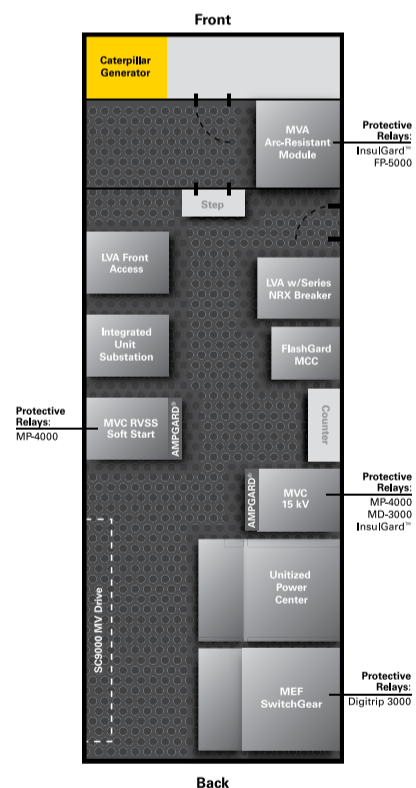 Front
Caterpillar
Generator
MVA
Arc-Resistant
Module
Protective
Relays:
InsulGard™
FP-5000
Step
LVA Front
Access
LVA w/Series
NRX Breaker
Integrated
Unit
Substation
FlashGard
MCC
Protective
Relays:
MP-4000
MVC RVSS
Soft Start
AMPGARD®
Counter
AMPGARD®
MVC
15 kV
Protective
Relays:
MP-4000
MD-3000
InsulGard™
SC9000 MV Drive
Unitized
Power
Center
MEF
SwitchGear
Protective
Relays:
Digitrip 3000
Back